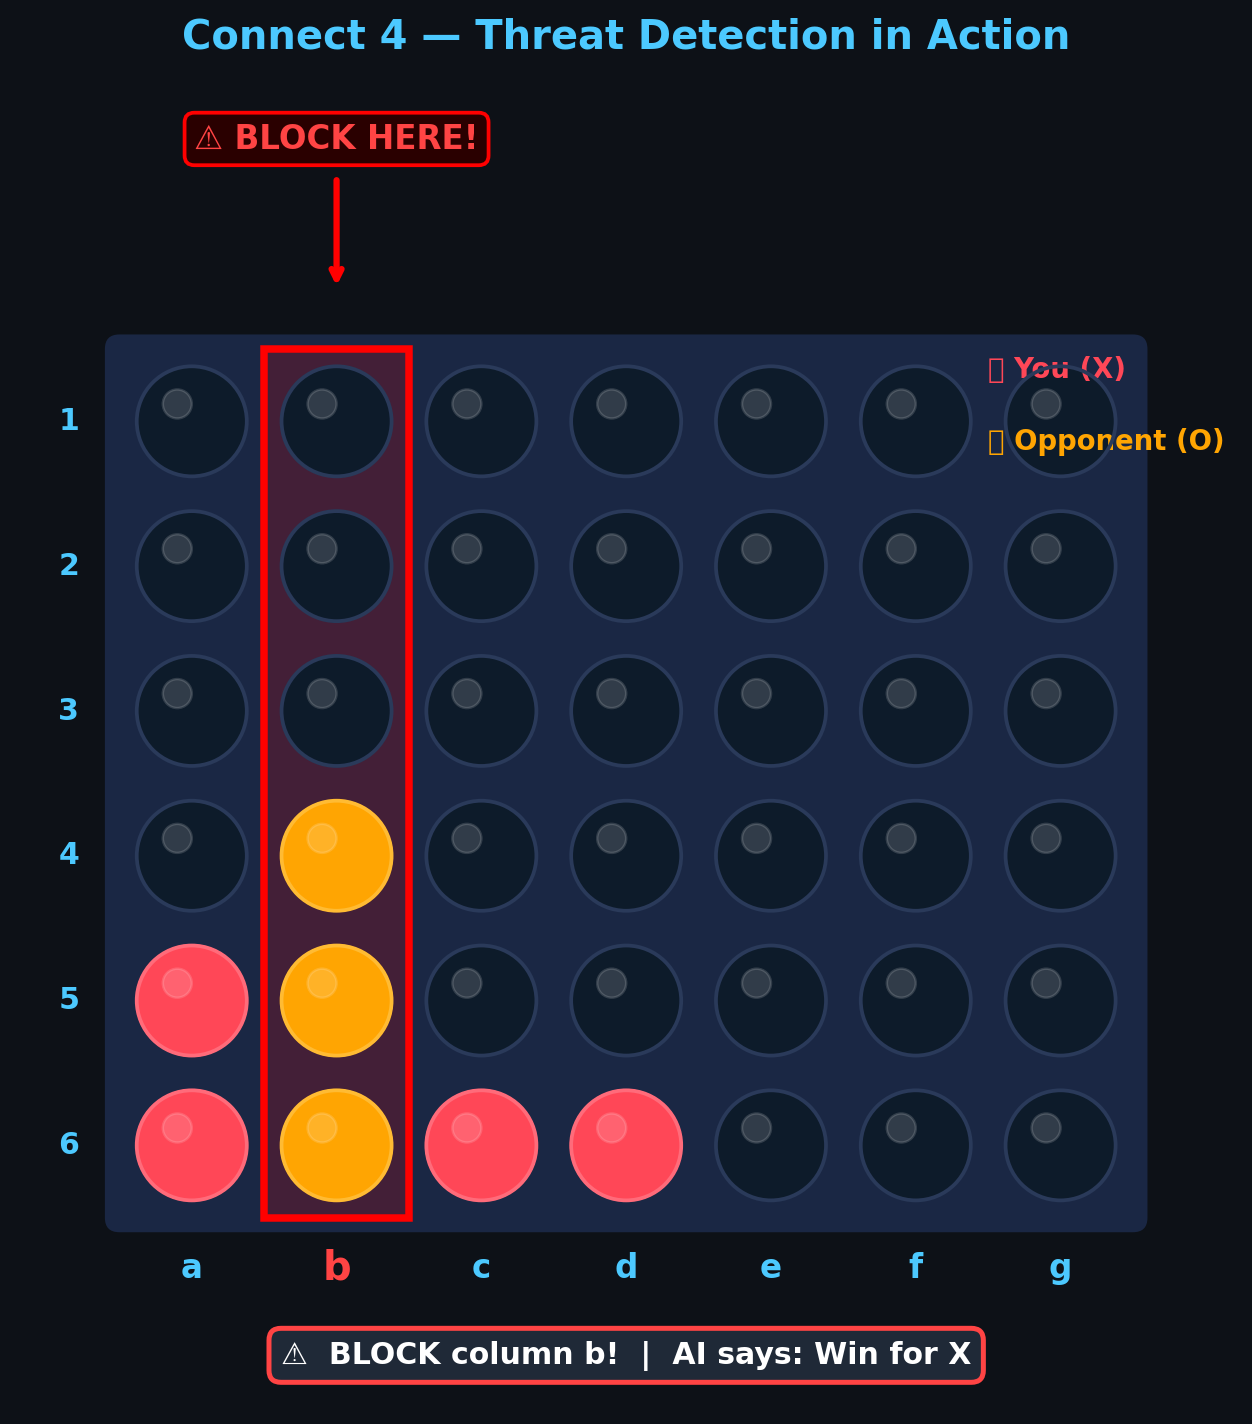 Connect 4 — Threat Detection in Action
⚠ BLOCK HERE!
You (X)
Opponent (O)
1
2
3
4
5
6
a b c d e f g
⚠ BLOCK column b! | AI says: Win for X